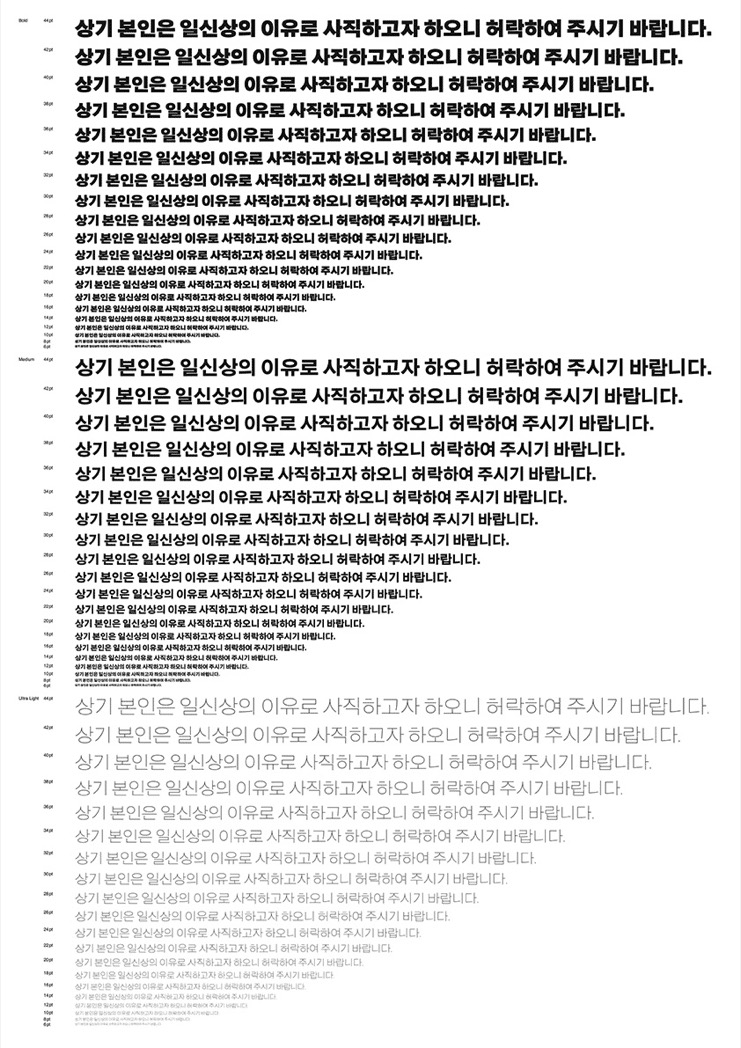 Bold 44pt 상기 본인은 일신상의 이유로 사직하고자 하오니 허락하여 주시기 바랍니다.
42pt 상기 본인은 일신상의 이유로 사직하고자 하오니 허락하여 주시기 바랍니다.
40pt 상기 본인은 일신상의 이유로 사직하고자 하오니 허락하여 주시기 바랍니다.
38pt 상기 본인은 일신상의 이유로 사직하고자 하오니 허락하여 주시기 바랍니다.
36pt 상기 본인은 일신상의 이유로 사직하고자 하오니 허락하여 주시기 바랍니다.
34pt 상기 본인은 일신상의 이유로 사직하고자 하오니 허락하여 주시기 바랍니다.
32pt 상기 본인은 일신상의 이유로 사직하고자 하오니 허락하여 주시기 바랍니다.
30pt 상기 본인은 일신상의 이유로 사직하고자 하오니 허락하여 주시기 바랍니다.
28pt 상기 본인은 일신상의 이유로 사직하고자 하오니 허락하여 주시기 바랍니다.
26pt 상기 본인은 일신상의 이유로 사직하고자 하오니 허락하여 주시기 바랍니다.
24pt 상기 본인은 일신상의 이유로 사직하고자 하오니 허락하여 주시기 바랍니다.
22pt 상기 본인은 일신상의 이유로 사직하고자 하오니 허락하여 주시기 바랍니다.
20pt 상기 본인은 일신상의 이유로 사직하고자 하오니 허락하여 주시기 바랍니다.
18pt 상기 본인은 일신상의 이유로 사직하고자 하오니 허락하여 주시기 바랍니다.
16pt 상기 본인은 일신상의 이유로 사직하고자 하오니 허락하여 주시기 바랍니다.
14pt 상기 본인은 일신상의 이유로 사직하고자 하오니 허락하여 주시기 바랍니다.
12pt 상기 본인은 일신상의 이유로 사직하고자 하오니 허락하여 주시기 바랍니다.
10pt 상기 본인은 일신상의 이유로 사직하고자 하오니 허락하여 주시기 바랍니다.
8pt
6pt
Medium 44pt 상기 본인은 일신상의 이유로 사직하고자 하오니 허락하여 주시기 바랍니다.
42pt 상기 본인은 일신상의 이유로 사직하고자 하오니 허락하여 주시기 바랍니다.
40pt 상기 본인은 일신상의 이유로 사직하고자 하오니 허락하여 주시기 바랍니다.
38pt 상기 본인은 일신상의 이유로 사직하고자 하오니 허락하여 주시기 바랍니다.
36pt 상기 본인은 일신상의 이유로 사직하고자 하오니 허락하여 주시기 바랍니다.
34pt 상기 본인은 일신상의 이유로 사직하고자 하오니 허락하여 주시기 바랍니다.
32pt 상기 본인은 일신상의 이유로 사직하고자 하오니 허락하여 주시기 바랍니다.
30pt 상기 본인은 일신상의 이유로 사직하고자 하오니 허락하여 주시기 바랍니다.
28pt 상기 본인은 일신상의 이유로 사직하고자 하오니 허락하여 주시기 바랍니다.
26pt 상기 본인은 일신상의 이유로 사직하고자 하오니 허락하여 주시기 바랍니다.
24pt 상기 본인은 일신상의 이유로 사직하고자 하오니 허락하여 주시기 바랍니다.
22pt 상기 본인은 일신상의 이유로 사직하고자 하오니 허락하여 주시기 바랍니다.
20pt 상기 본인은 일신상의 이유로 사직하고자 하오니 허락하여 주시기 바랍니다.
18pt 상기 본인은 일신상의 이유로 사직하고자 하오니 허락하여 주시기 바랍니다.
16pt 상기 본인은 일신상의 이유로 사직하고자 하오니 허락하여 주시기 바랍니다.
14pt 상기 본인은 일신상의 이유로 사직하고자 하오니 허락하여 주시기 바랍니다.
12pt 상기 본인은 일신상의 이유로 사직하고자 하오니 허락하여 주시기 바랍니다.
10pt 상기 본인은 일신상의 이유로 사직하고자 하오니 허락하여 주시기 바랍니다.
8pt
6pt
Ultra Light 44pt 상기 본인은 일신상의 이유로 사직하고자 하오니 허락하여 주시기 바랍니다.
42pt 상기 본인은 일신상의 이유로 사직하고자 하오니 허락하여 주시기 바랍니다.
40pt 상기 본인은 일신상의 이유로 사직하고자 하오니 허락하여 주시기 바랍니다.
38pt 상기 본인은 일신상의 이유로 사직하고자 하오니 허락하여 주시기 바랍니다.
36pt 상기 본인은 일신상의 이유로 사직하고자 하오니 허락하여 주시기 바랍니다.
34pt 상기 본인은 일신상의 이유로 사직하고자 하오니 허락하여 주시기 바랍니다.
32pt 상기 본인은 일신상의 이유로 사직하고자 하오니 허락하여 주시기 바랍니다.
30pt 상기 본인은 일신상의 이유로 사직하고자 하오니 허락하여 주시기 바랍니다.
28pt 상기 본인은 일신상의 이유로 사직하고자 하오니 허락하여 주시기 바랍니다.
26pt 상기 본인은 일신상의 이유로 사직하고자 하오니 허락하여 주시기 바랍니다.
24pt 상기 본인은 일신상의 이유로 사직하고자 하오니 허락하여 주시기 바랍니다.
22pt 상기 본인은 일신상의 이유로 사직하고자 하오니 허락하여 주시기 바랍니다.
20pt 상기 본인은 일신상의 이유로 사직하고자 하오니 허락하여 주시기 바랍니다.
18pt 상기 본인은 일신상의 이유로 사직하고자 하오니 허락하여 주시기 바랍니다.
16pt 상기 본인은 일신상의 이유로 사직하고자 하오니 허락하여 주시기 바랍니다.
14pt 상기 본인은 일신상의 이유로 사직하고자 하오니 허락하여 주시기 바랍니다.
12pt 상기 본인은 일신상의 이유로 사직하고자 하오니 허락하여 주시기 바랍니다.
10pt 상기 본인은 일신상의 이유로 사직하고자 하오니 허락하여 주시기 바랍니다.
8pt
6pt